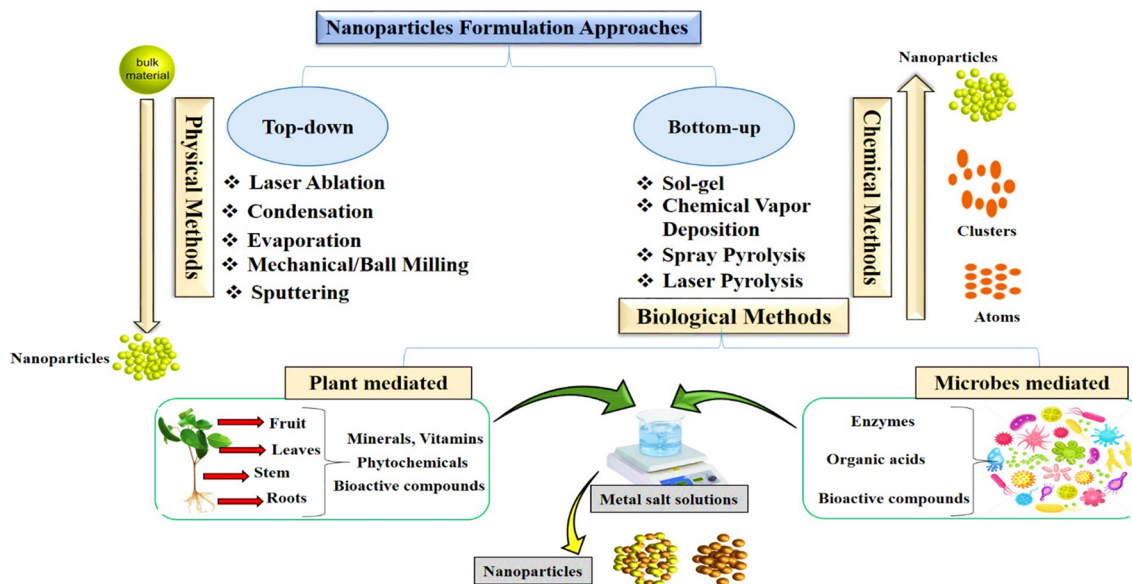 Nanoparticles Formulation Approaches
bulk
material
Physical Methods
Nanoparticles
Top-down
❖ Laser Ablation
❖ Condensation
❖ Evaporation
❖ Mechanical/Ball Milling
❖ Sputtering
Bottom-up
❖ Sol-gel
❖ Chemical Vapor
Deposition
❖ Spray Pyrolysis
❖ Laser Pyrolysis
Chemical Methods
Nanoparticles
Clusters
Atoms
Biological Methods
Plant mediated
Fruit
Leaves
Stem
Roots
Minerals, Vitamins
Phytochemicals
Bioactive compounds
Metal salt solutions
Nanoparticles
Microbes mediated
Enzymes
Organic acids
Bioactive compounds